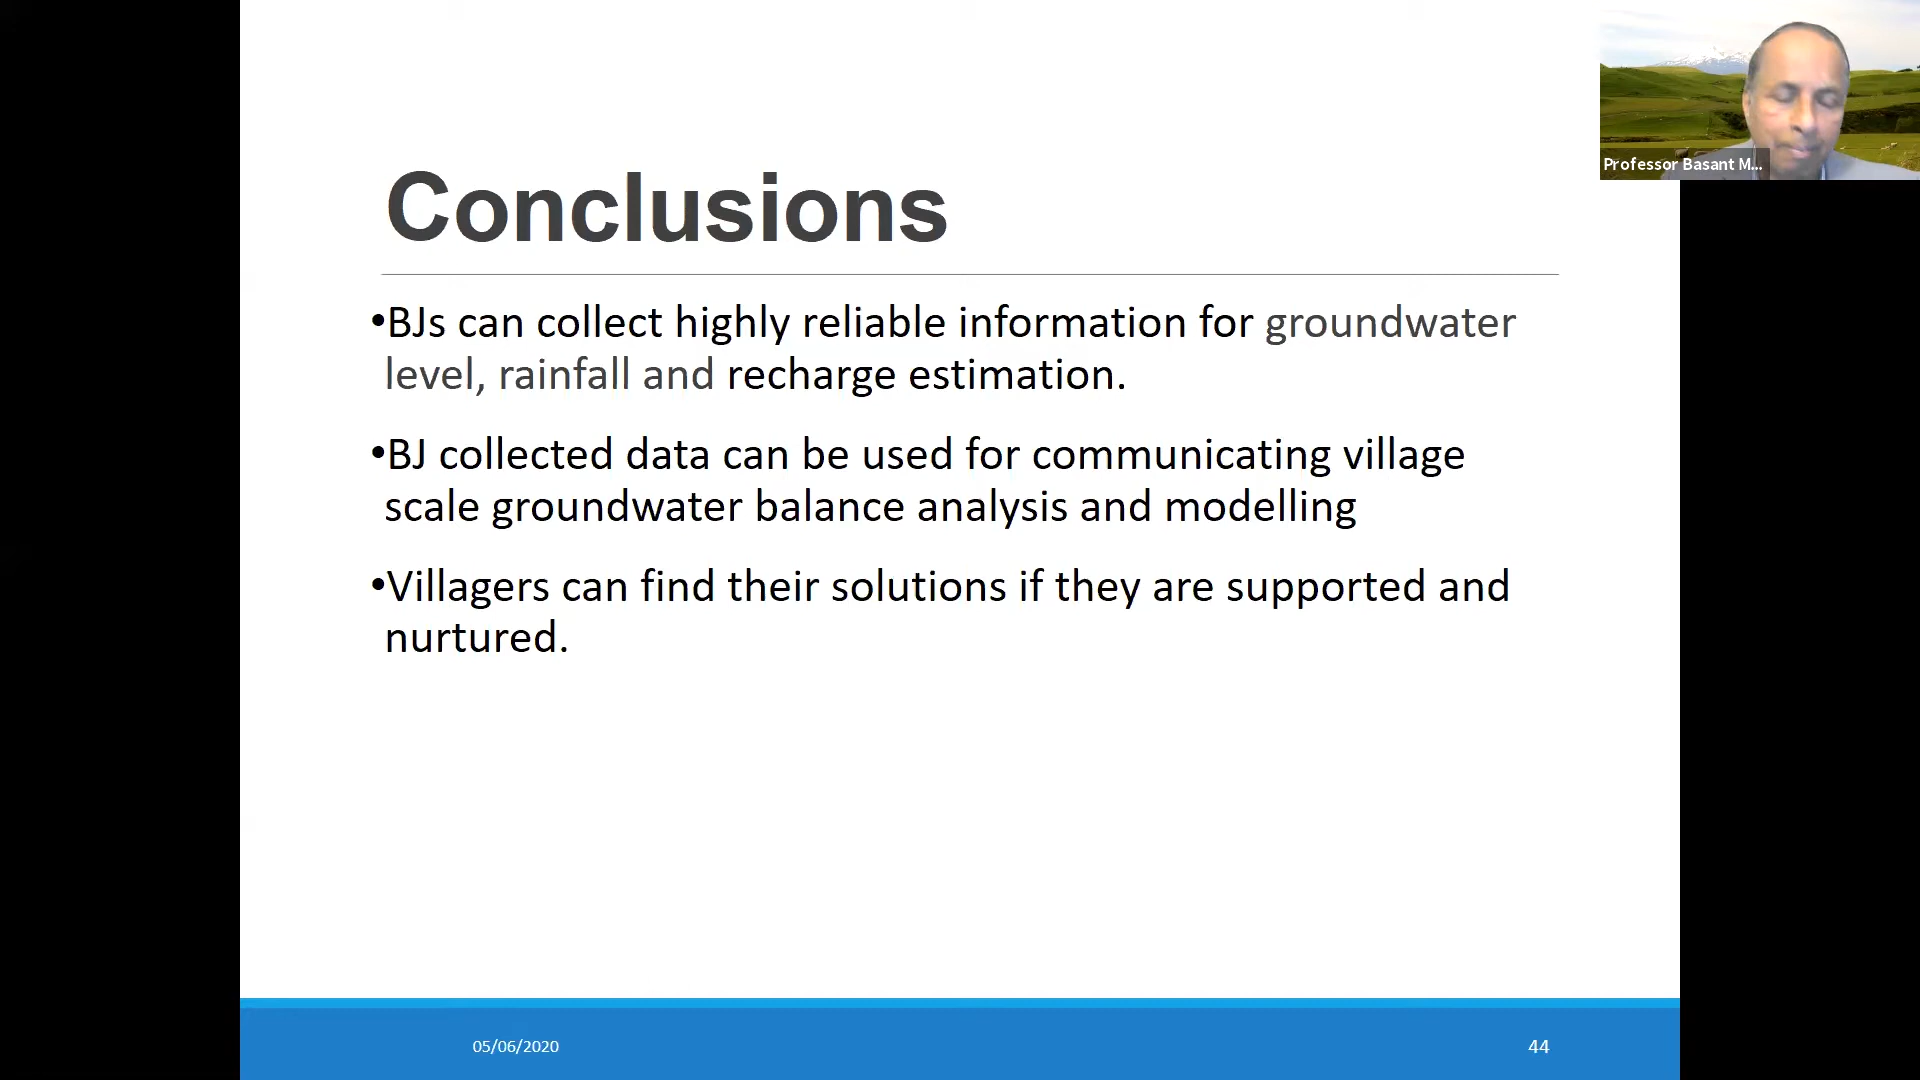 Professor Basant M...
Conclusions
•BJs can collect highly reliable information for groundwater
level, rainfall and recharge estimation.
•BJ collected data can be used for communicating village
scale groundwater balance analysis and modelling
•Villagers can find their solutions if they are supported and
nurtured.
05/06/2020
44